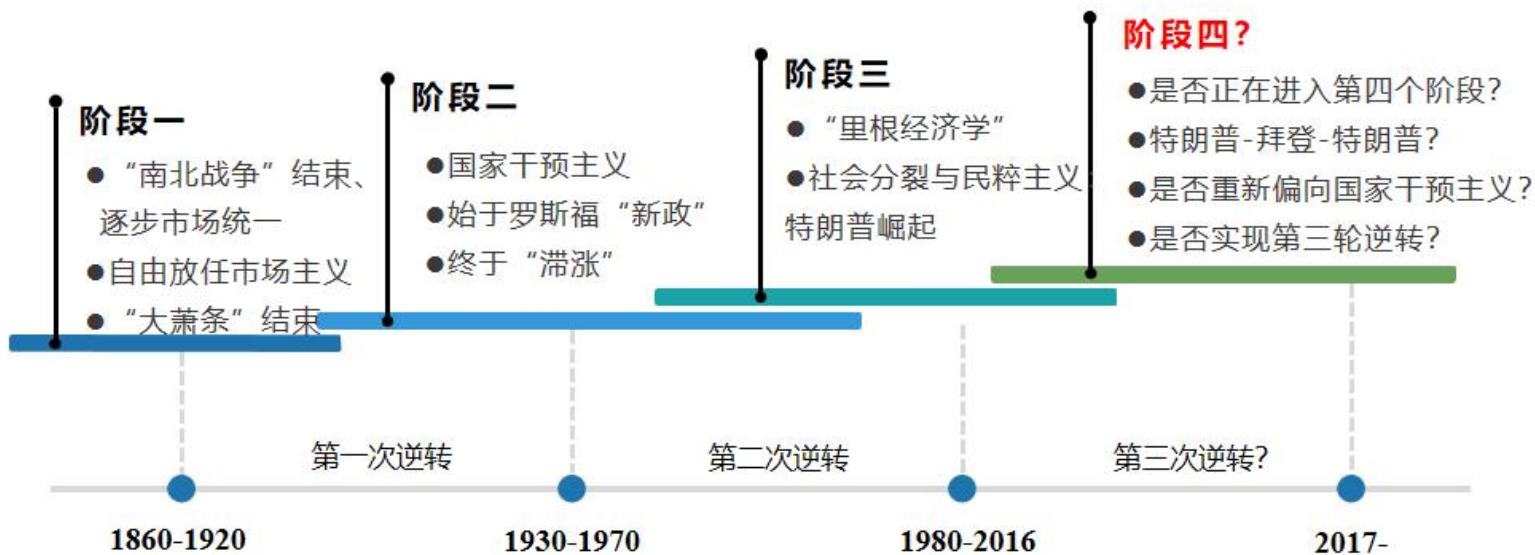 阶段一
●“南北战争”结束、
逐步市场统一
●自由放任市场主义
●“大萧条”结束
阶段二
●国家干预主义
●始于罗斯福“新政”
●终于“滞涨”
阶段三
●“里根经济学”
●社会分裂与民粹主义
特朗普崛起
阶段四?
●是否正在进入第四个阶段?
●特朗普-拜登-特朗普?
●是否重新偏向国家干预主义?
●是否实现第三轮逆转?
第一次逆转
第二次逆转
第三次逆转?
1860-1920
1930-1970
1980-2016
2017-